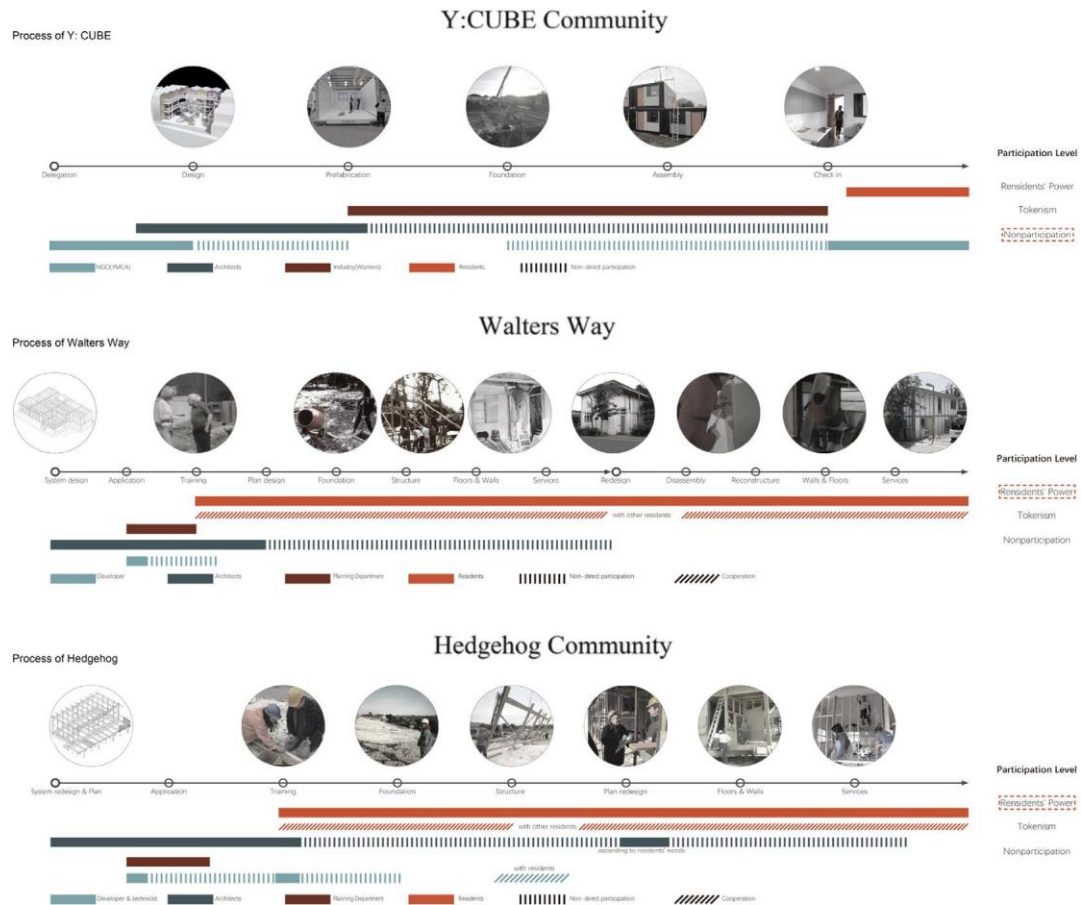 Y:CUBE Community
Process of Y: CUBE
Participation Level
Delegation Design Prefabrication Foundation Assembly Check in
Rensidents' Power
Tokenism
Nonparticipation
NGO(YMCA) Architects Industry(Workers) Residents Non-direct participation
Walters Way
Process of Walters Way
Participation Level
System design Application Training Plan design Foundation Structure Floors & Walls Services Redesign Disassembly Reconstructure Walls & Floors Services
Rensidents' Power
with other residents
Tokenism
Nonparticipation
Developer Architects Planning Department Residents Non-direct participation Cooperation
Hedgehog Community
Process of Hedgehog
Participation Level
System redesign & Plan Application Training Foundation Structure Plan redesign Floors & Walls Services
Rensidents' Power
with other residents
Tokenism
according to residents' needs
Nonparticipation
with residents
Developer & technicist Architects Planning Department Residents Non-direct participation Cooperation